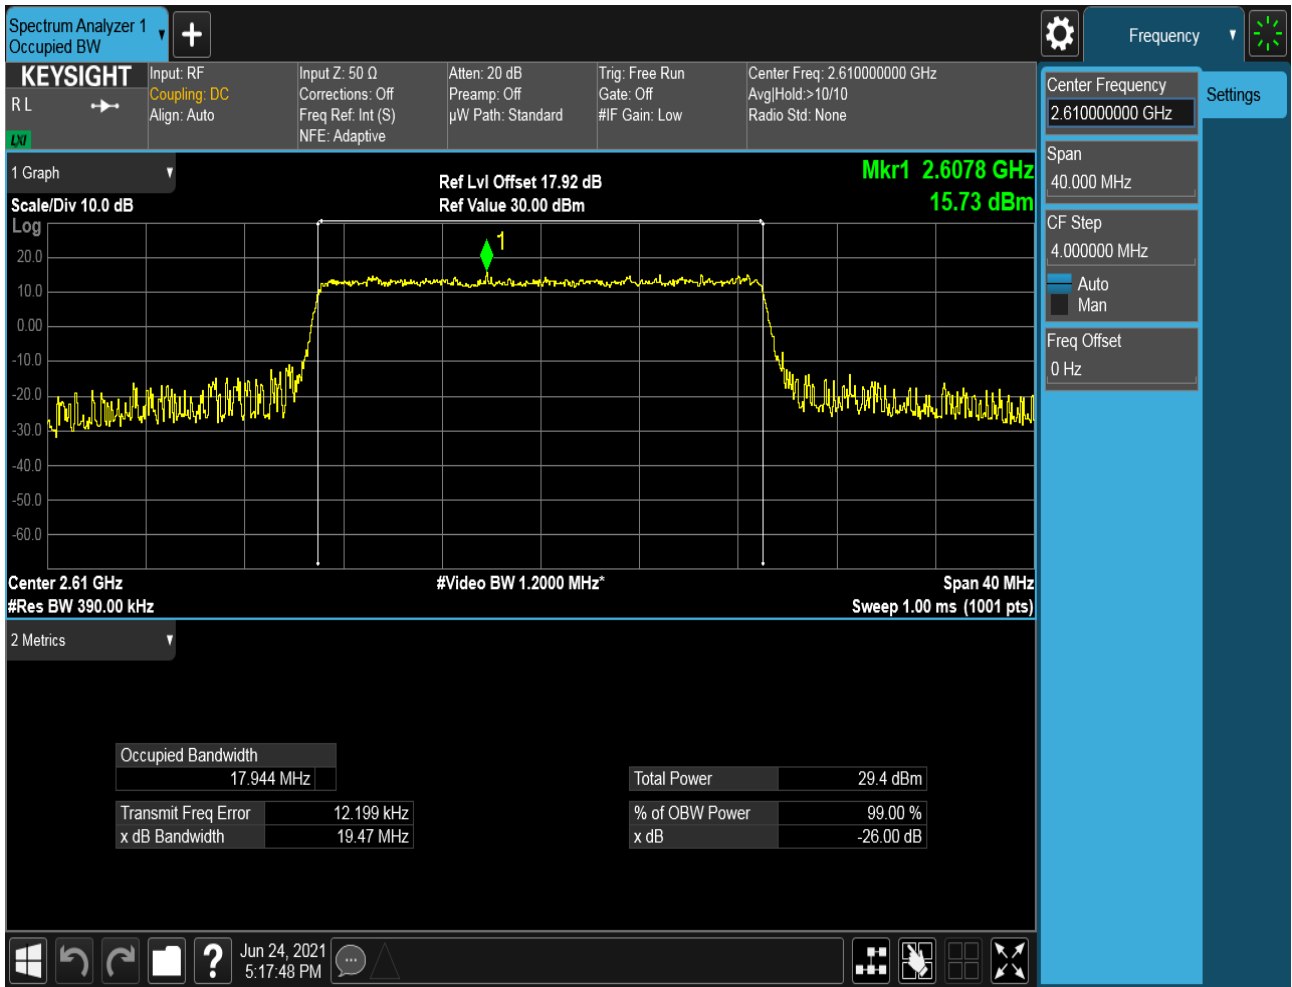 Spectrum Analyzer 1
Occupied BW
Frequency
KEYSIGHT
R L
LXI
Input: RF
Coupling: DC
Align: Auto
Input Z: 50 Ω
Corrections: Off
Freq Ref: Int (S)
NFE: Adaptive
Atten: 20 dB
Preamp: Off
µW Path: Standard
Trig: Free Run
Gate: Off
#IF Gain: Low
Center Freq: 2.610000000 GHz
Avg|Hold:>10/10
Radio Std: None
Center Frequency
2.610000000 GHz
Settings
Span
40.000 MHz
CF Step
4.000000 MHz
Auto
Man
Freq Offset
0 Hz
1 Graph
Scale/Div 10.0 dB
Ref Lvl Offset 17.92 dB
Ref Value 30.00 dBm
Mkr1 2.6078 GHz
15.73 dBm
Log
1
20.0
10.0
0.00
-10.0
-20.0
-30.0
-40.0
-50.0
-60.0
Center 2.61 GHz
#Video BW 1.2000 MHz*
Span 40 MHz
#Res BW 390.00 kHz
Sweep 1.00 ms (1001 pts)
2 Metrics
Occupied Bandwidth
17.944 MHz
Total Power 29.4 dBm
Transmit Freq Error 12.199 kHz
% of OBW Power 99.00 %
x dB Bandwidth 19.47 MHz
x dB -26.00 dB
?
Jun 24, 2021
5:17:48 PM